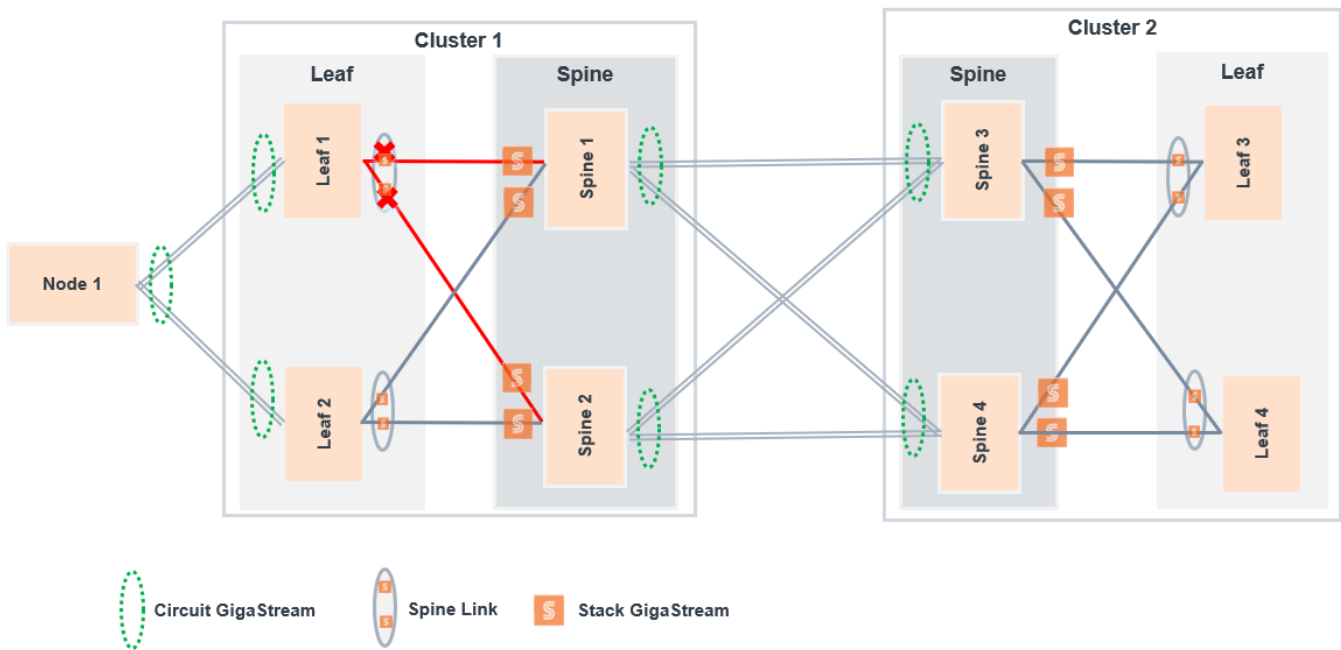 Cluster 1
Cluster 2
Leaf
Spine
Spine
Leaf
Leaf 1
Spine 1
Spine 3
Leaf 3
Node 1
Leaf 2
Spine 2
Spine 4
Leaf 4
Circuit GigaStream
Spine Link
Stack GigaStream